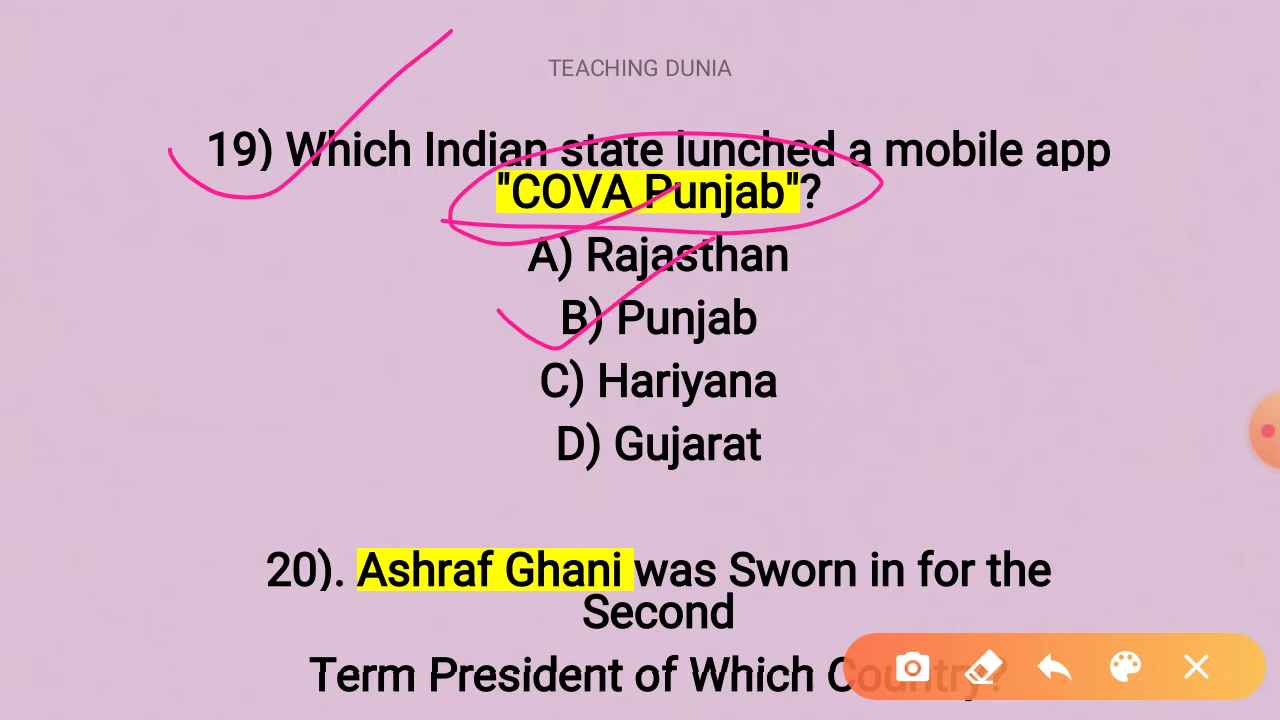 TEACHING DUNIA
19) Which Indian state lunched a mobile app
"COVA Punjab"?
A) Rajasthan
B) Punjab
C) Hariyana
D) Gujarat
20). Ashraf Ghani was Sworn in for the
Second
Term President of Which Country?